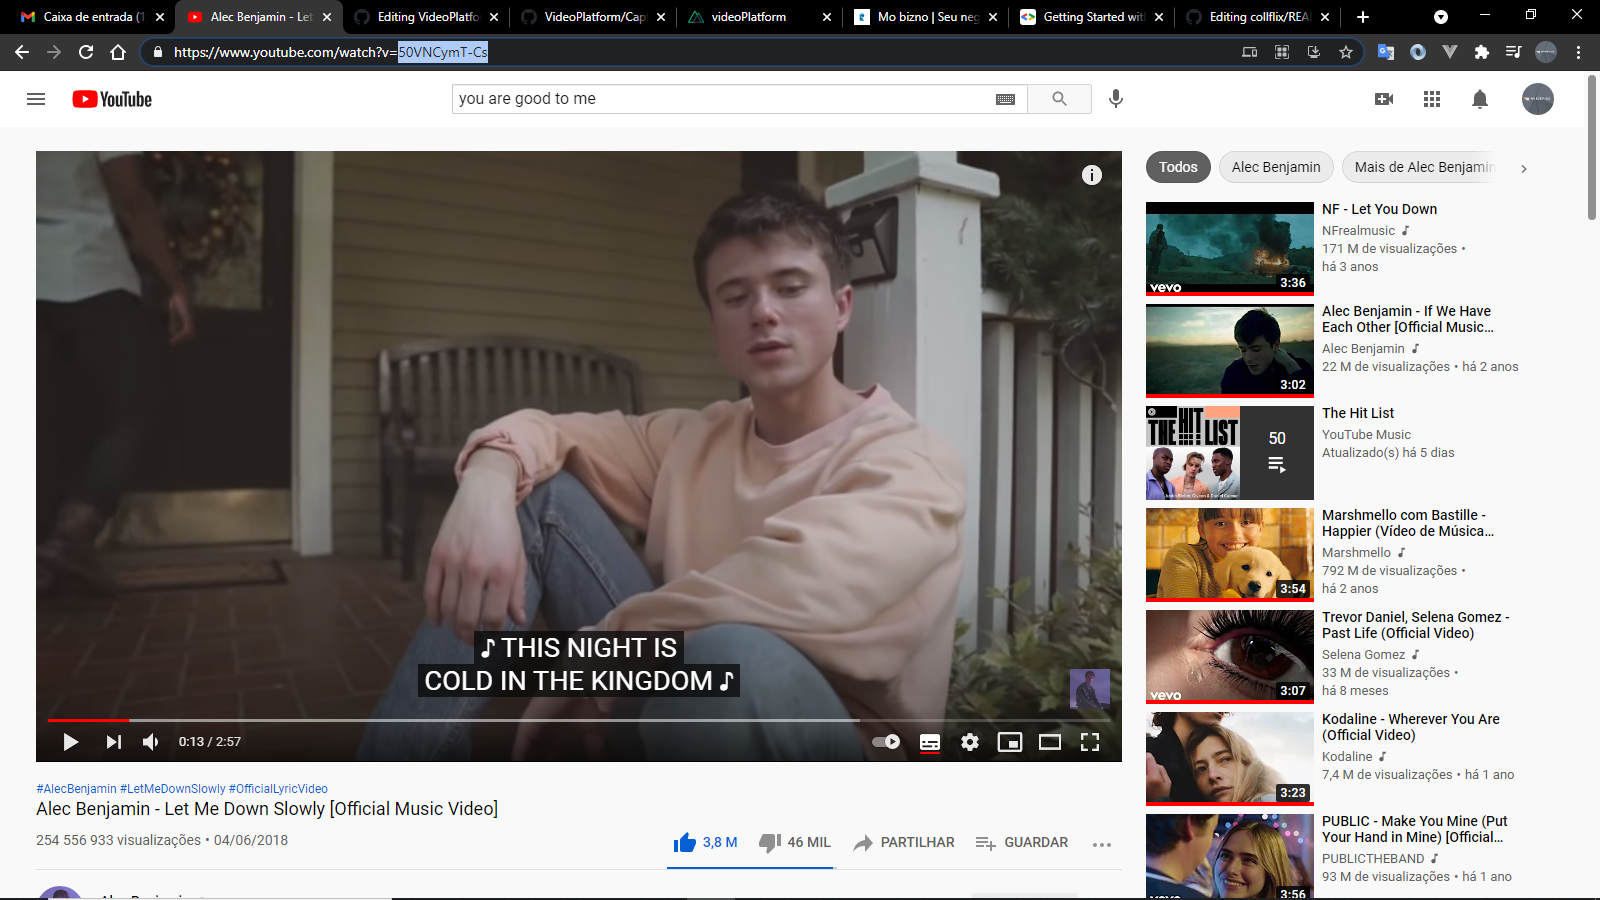 Caixa de entrada (1
Alec Benjamin - Let
Editing VideoPlatfo
VideoPlatform/Cap
videoPlatform
Mo bizno | Seu neg
Getting Started wit
Editing collflix/REA
https://www.youtube.com/watch?v=50VNCymT-Cs
YouTube
you are good to me
♪ THIS NIGHT IS
COLD IN THE KINGDOM ♪
0:13 / 2:57
#AlecBenjamin #LetMeDownSlowly #OfficialLyricVideo
Alec Benjamin - Let Me Down Slowly [Official Music Video]
254 556 933 visualizações • 04/06/2018
3,8 M
46 MIL
PARTILHAR
GUARDAR
Todos
Alec Benjamin
Mais de Alec Benjamin
vevo
3:36
NF - Let You Down
NFrealmusic
171 M de visualizações •
há 3 anos
3:02
Alec Benjamin - If We Have
Each Other [Official Music...
Alec Benjamin
22 M de visualizações • há 2 anos
THE HIT LIST
50
The Hit List
YouTube Music
Atualizado(s) há 5 dias
3:54
Marshmello com Bastille -
Happier (Vídeo de Música...
Marshmello
792 M de visualizações •
há 2 anos
vevo
3:07
Trevor Daniel, Selena Gomez -
Past Life (Official Video)
Selena Gomez
33 M de visualizações •
há 8 meses
3:23
Kodaline - Wherever You Are
(Official Video)
Kodaline
7,4 M de visualizações • há 1 ano
3:56
PUBLIC - Make You Mine (Put
Your Hand in Mine) [Official...
PUBLICTHEBAND
93 M de visualizações • há 1 ano